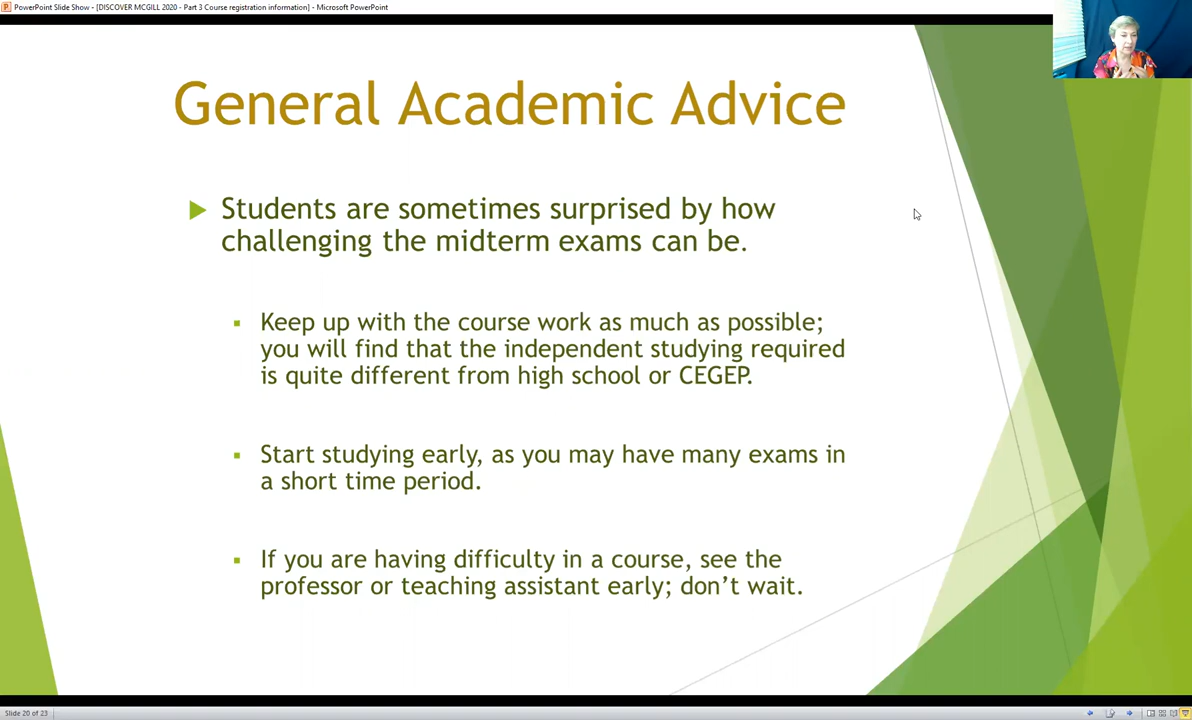 PowerPoint Slide Show - [DISCOVER MCGILL 2020 - Part 3 Course registration information] - Microsoft PowerPoint
General Academic Advice
Students are sometimes surprised by how
challenging the midterm exams can be.
Keep up with the course work as much as possible;
you will find that the independent studying required
is quite different from high school or CEGEP.
Start studying early, as you may have many exams in
a short time period.
If you are having difficulty in a course, see the
professor or teaching assistant early; don’t wait.
Slide 20 of 23